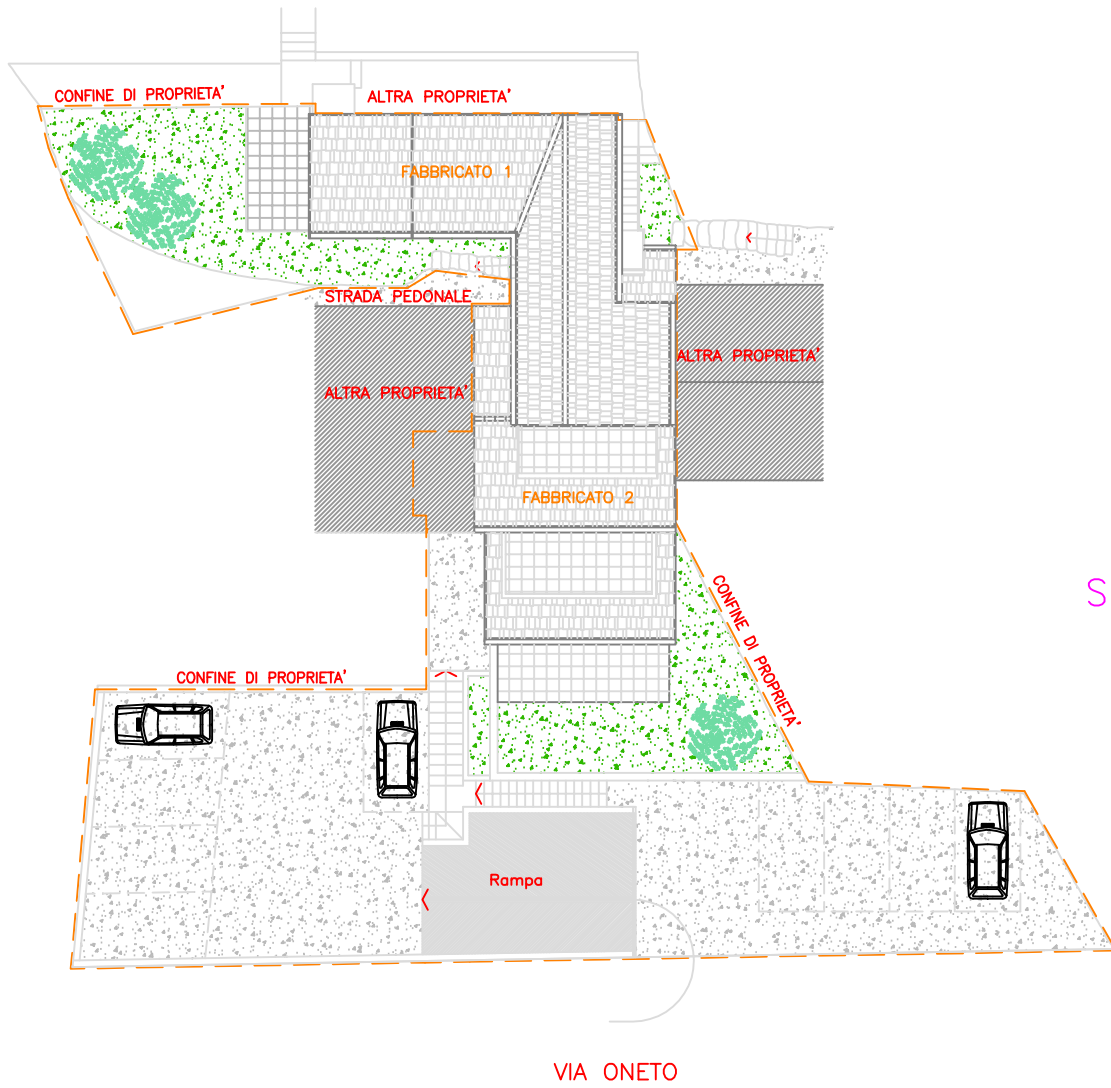 CONFINE DI PROPRIETA'
ALTRA PROPRIETA'
FABBRICATO 1
STRADA PEDONALE
ALTRA PROPRIETA'
ALTRA PROPRIETA'
FABBRICATO 2
S
CONFINE DI PROPRIETA'
CONFINE DI PROPRIETA'
Rampa
VIA ONETO